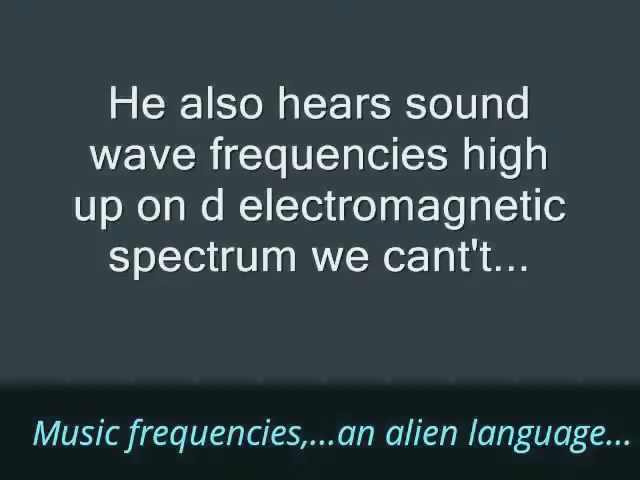 He also hears sound
wave frequencies high
up on d electromagnetic
spectrum we cant't...
Music frequencies,...an alien language...